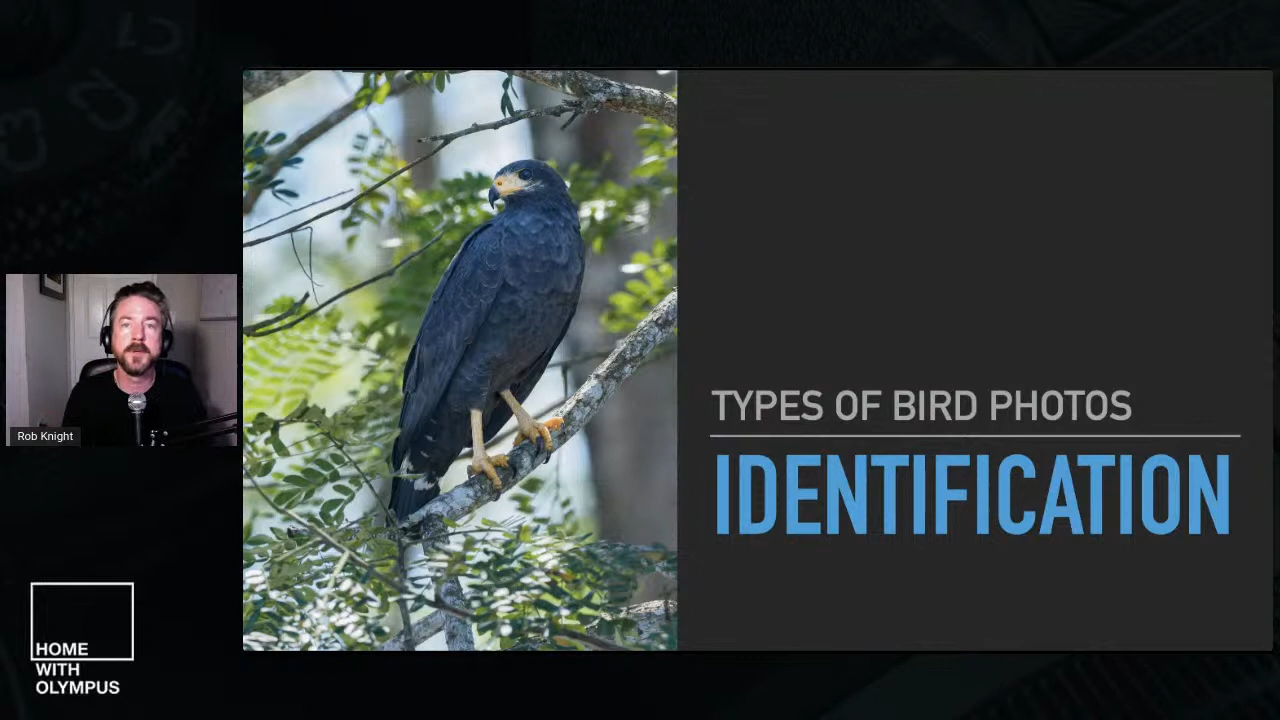 TYPES OF BIRD PHOTOS
IDENTIFICATION
Rob Knight
HOME
WITH
OLYMPUS